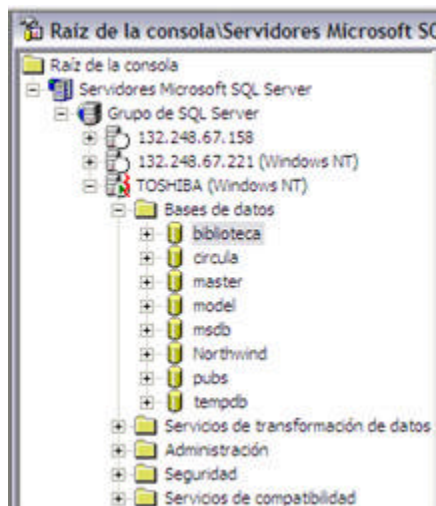 Raíz de la consola\Servidores Microsoft SQ
Raíz de la consola
Servidores Microsoft SQL Server
Grupo de SQL Server
132.248.67.158
132.248.67.221 (Windows NT)
TOSHIBA (Windows NT)
Bases de datos
biblioteca
circula
master
model
msdb
Northwind
pubs
tempdb
Servicios de transformación de datos
Administración
Seguridad
Servicios de compatibilidad